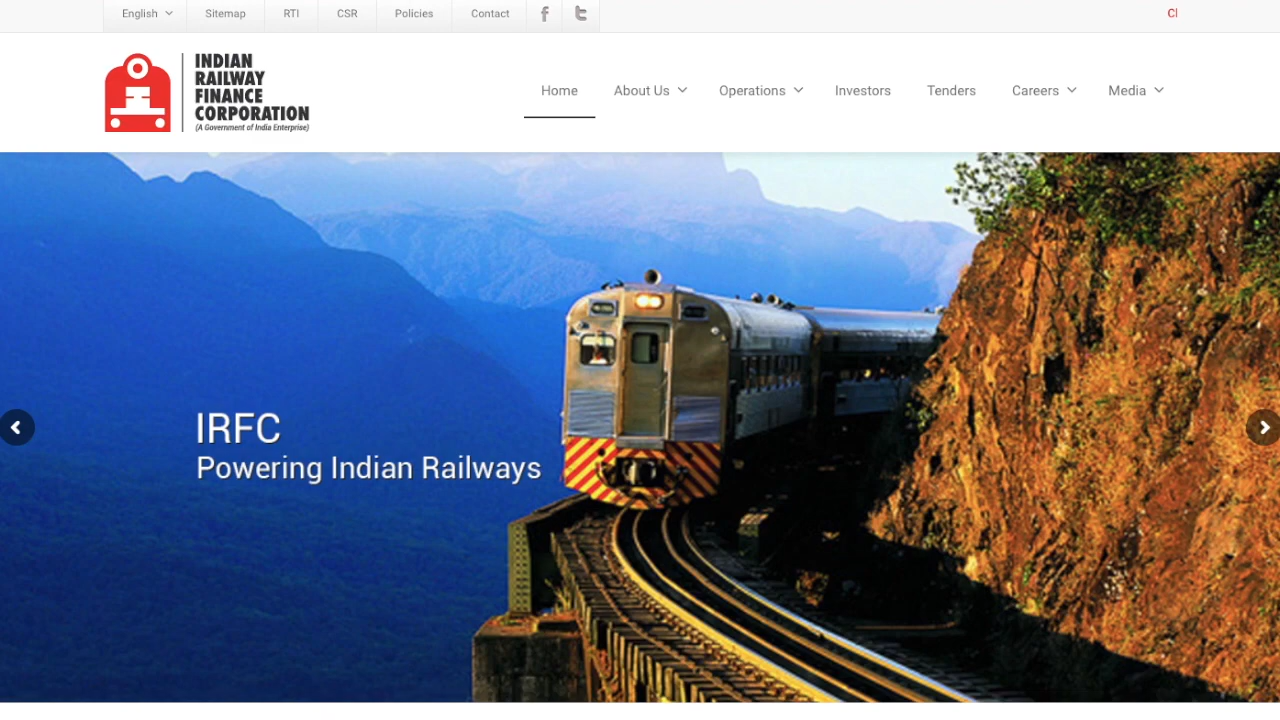 English
Sitemap
RTI
CSR
Policies
Contact
Cl
INDIAN
RAILWAY
FINANCE
CORPORATION
(A Government of India Enterprise)
Home
About Us
Operations
Investors
Tenders
Careers
Media
IRFC
Powering Indian Railways